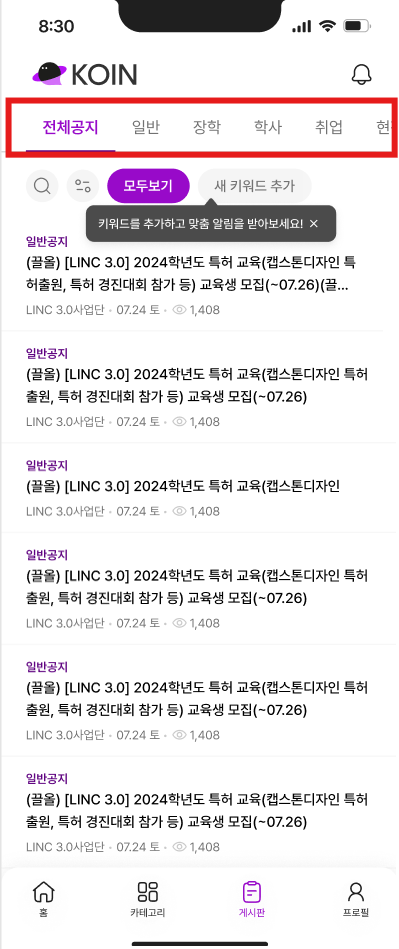 8:30
KOIN
전체공지 일반 장학 학사 취업 현
모두보기 새 키워드 추가
키워드를 추가하고 맞춤 알림을 받아보세요! ×
일반공지
(끌올) [LINC 3.0] 2024학년도 특허 교육(캡스톤디자인 특
허출원, 특허 경진대회 참가 등) 교육생 모집(~07.26)(끌...
LINC 3.0사업단 · 07.24 토 · 1,408
일반공지
(끌올) [LINC 3.0] 2024학년도 특허 교육(캡스톤디자인 특허
출원, 특허 경진대회 참가 등) 교육생 모집(~07.26)
LINC 3.0사업단 · 07.24 토 · 1,408
일반공지
(끌올) [LINC 3.0] 2024학년도 특허 교육(캡스톤디자인
LINC 3.0사업단 · 07.24 토 · 1,408
일반공지
(끌올) [LINC 3.0] 2024학년도 특허 교육(캡스톤디자인 특허
출원, 특허 경진대회 참가 등) 교육생 모집(~07.26)
LINC 3.0사업단 · 07.24 토 · 1,408
일반공지
(끌올) [LINC 3.0] 2024학년도 특허 교육(캡스톤디자인 특허
출원, 특허 경진대회 참가 등) 교육생 모집(~07.26)
LINC 3.0사업단 · 07.24 토 · 1,408
일반공지
(끌올) [LINC 3.0] 2024학년도 특허 교육(캡스톤디자인 특허
출원, 특허 경진대회 참가 등) 교육생 모집(~07.26)
LINC 3.0사업단 · 07.24 토 · 1,408
홈 카테고리 게시판 프로필